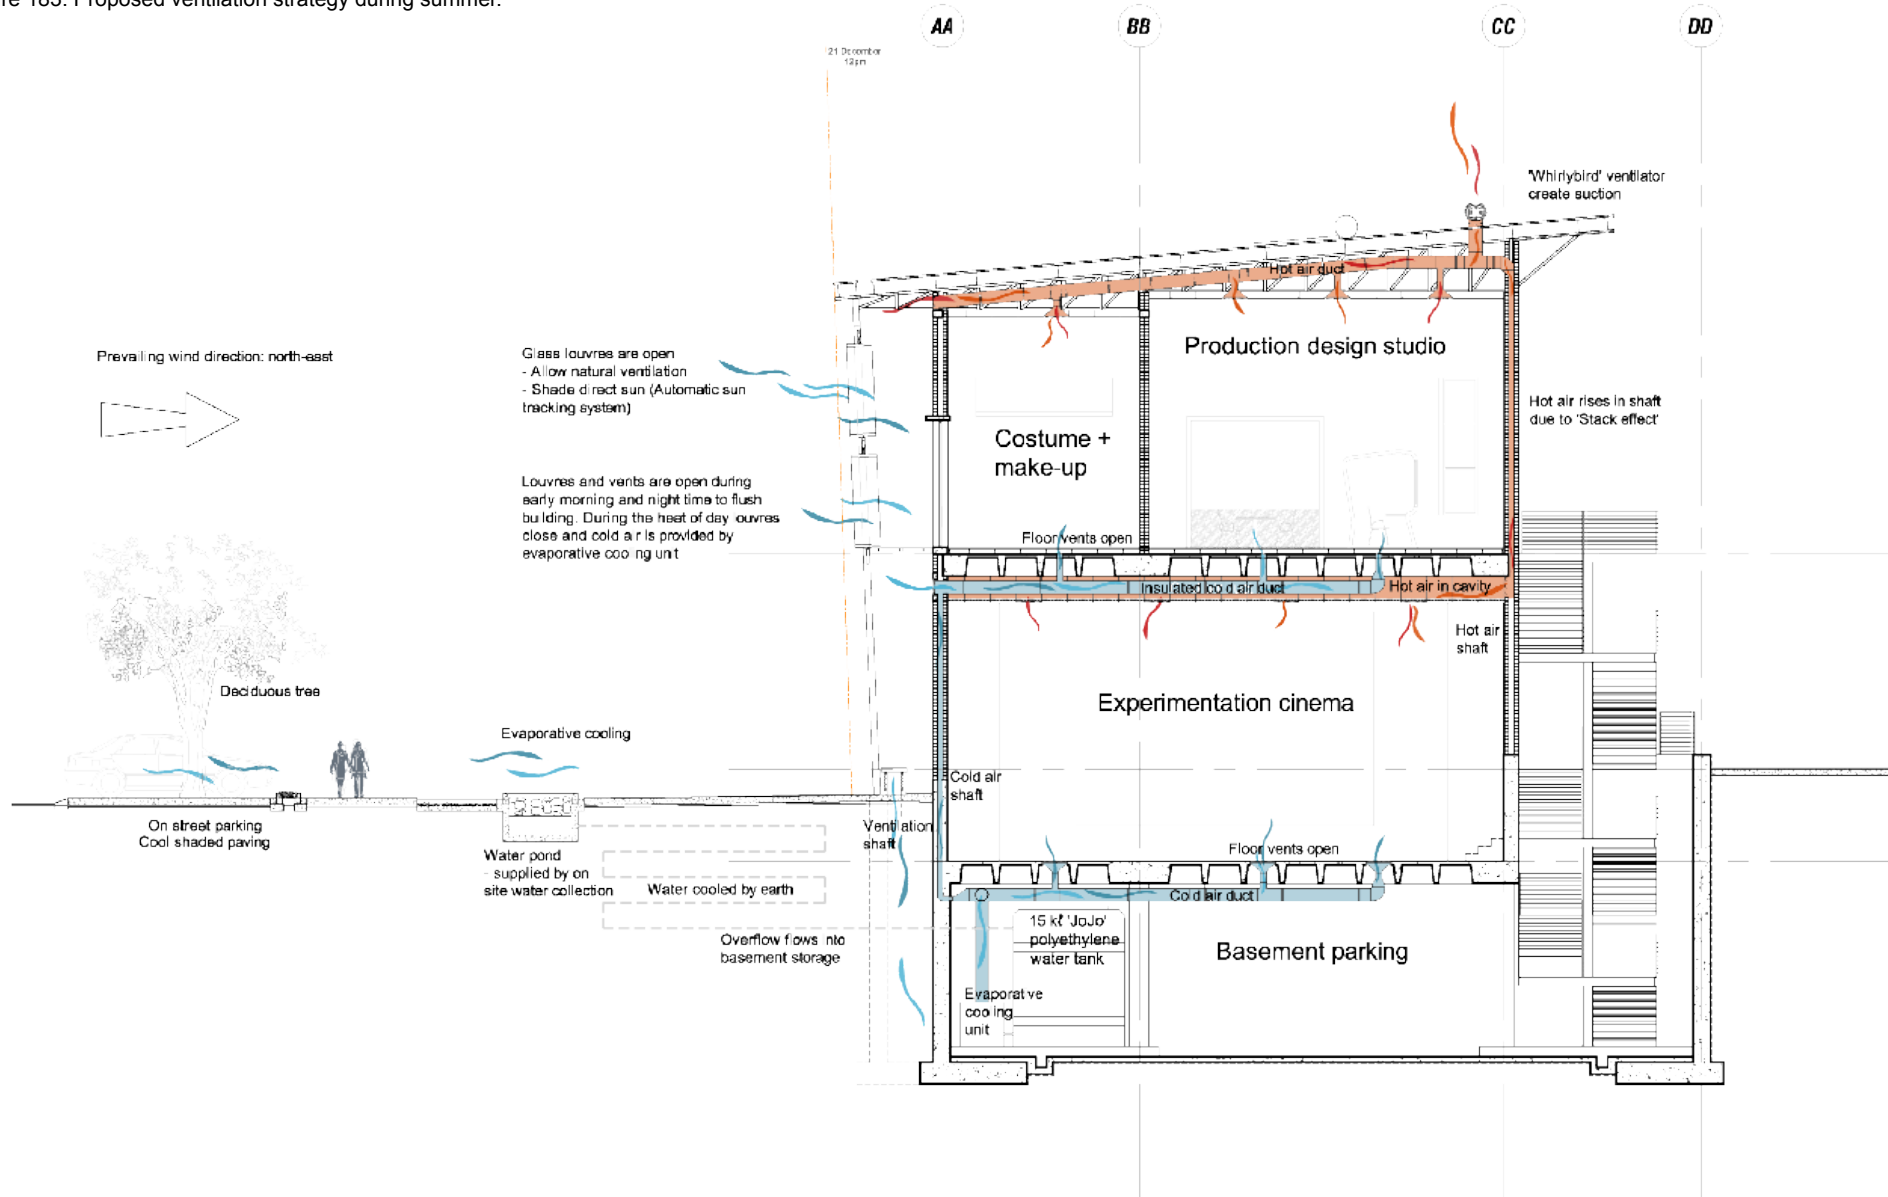 re 185: Proposed ventilation strategy during summer.
AA
BB
CC
DD
21 December
12pm
'Whirlybird' ventilator
create suction
Hot air duct
Prevailing wind direction: north-east
Glass louvres are open
- Allow natural ventilation
- Shade direct sun (Automatic sun
tracking system)
Production design studio
Hot air rises in shaft
due to 'Stack effect'
Costume +
make-up
Louvres and vents are open during
early morning and night time to flush
building. During the heat of day louvres
close and cold air is provided by
evaporative cooling unit
Floor vents open
Insulated cold air duct
Hot air in cavity
Hot air
shaft
Deciduous tree
Experimentation cinema
Evaporative cooling
Cold air
shaft
On street parking
Cool shaded paving
Ventilation
shaft
Water pond
- supplied by on
site water collection
Water cooled by earth
Floor vents open
Cold air duct
Overflow flows into
basement storage
15 kℓ 'JoJo'
polyethylene
water tank
Basement parking
Evaporative
cooling
unit